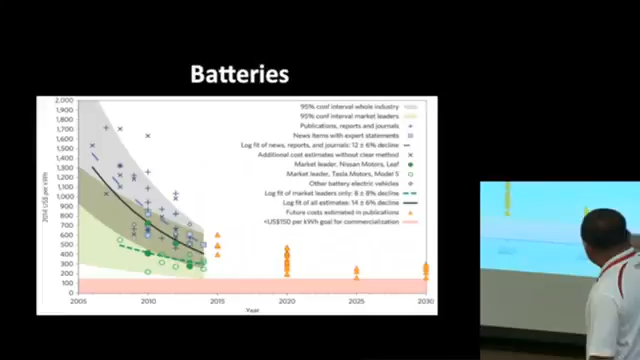 Batteries
2,000
1,900
1,800
1,700
1,600
1,500
1,400
1,300
1,200
1,100
1,000
900
800
700
600
500
400
300
200
100
0
2014 US$ per kWh
95% conf interval whole industry
95% conf interval market leaders
Publications, reports and journals
News items with expert statements
Log fit of news, reports, and journals: 12 ± 6% decline
Additional cost estimates without clear method
Market leader, Nissan Motors, Leaf
Market leader, Tesla Motors, Model S
Other battery electric vehicles
Log fit of market leaders only: 8 ± 8% decline
Log fit of all estimates: 14 ± 6% decline
Future costs estimated in publications
<US$150 per kWh goal for commercialization
2005
2010
2015
2020
2025
2030
Year